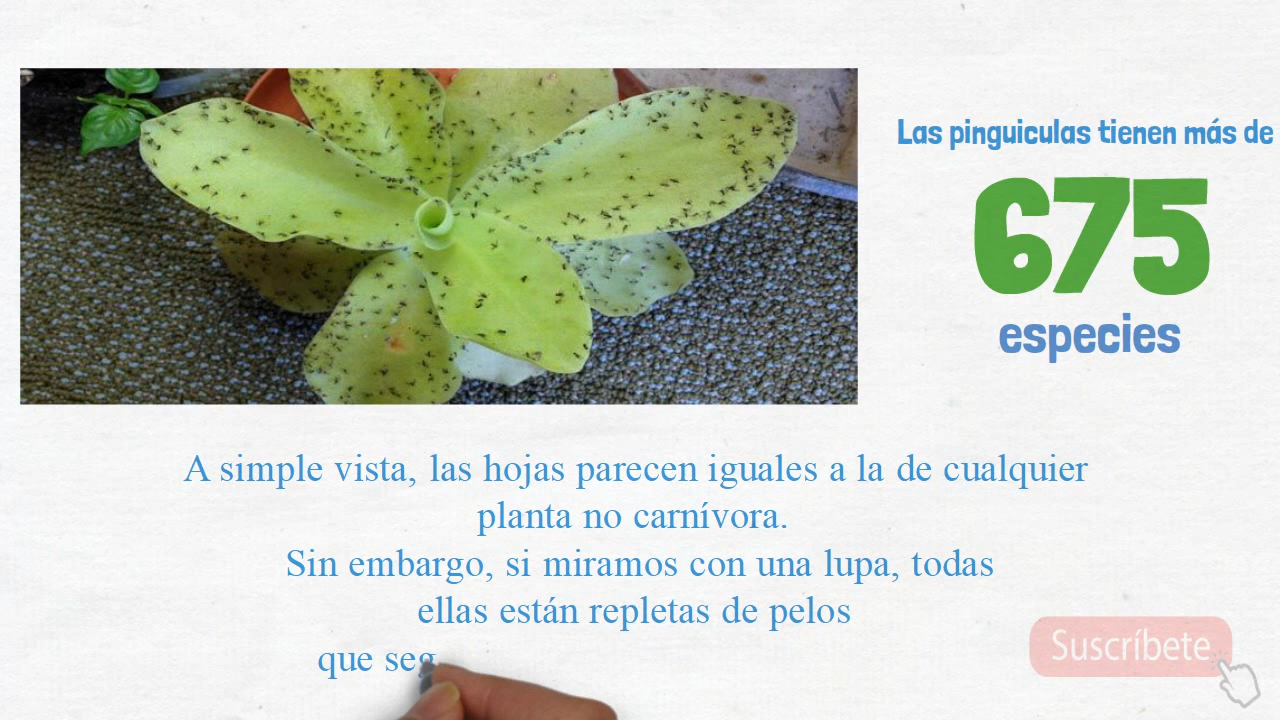 Las pinguiculas tienen más de
675
especies
A simple vista, las hojas parecen iguales a la de cualquier
planta no carnívora.
Sin embargo, si miramos con una lupa, todas
ellas están repletas de pelos
que seg
Suscríbete